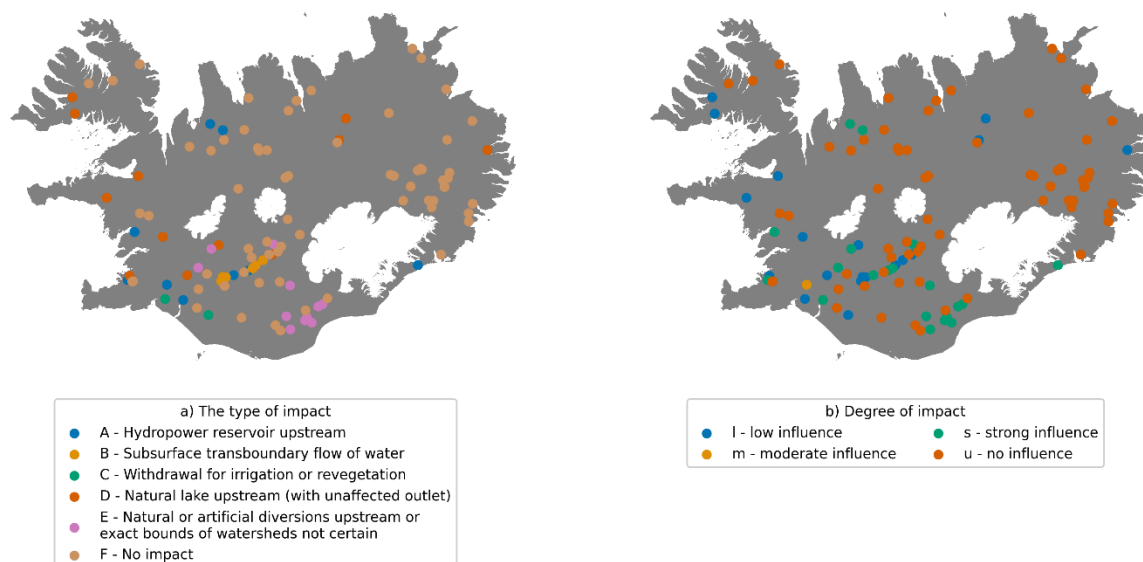 a) The type of impact
A - Hydropower reservoir upstream
B - Subsurface transboundary flow of water
C - Withdrawal for irrigation or revegetation
D - Natural lake upstream (with unaffected outlet)
E - Natural or artificial diversions upstream or
exact bounds of watersheds not certain
F - No impact
b) Degree of impact
l - low influence
m - moderate influence
s - strong influence
u - no influence